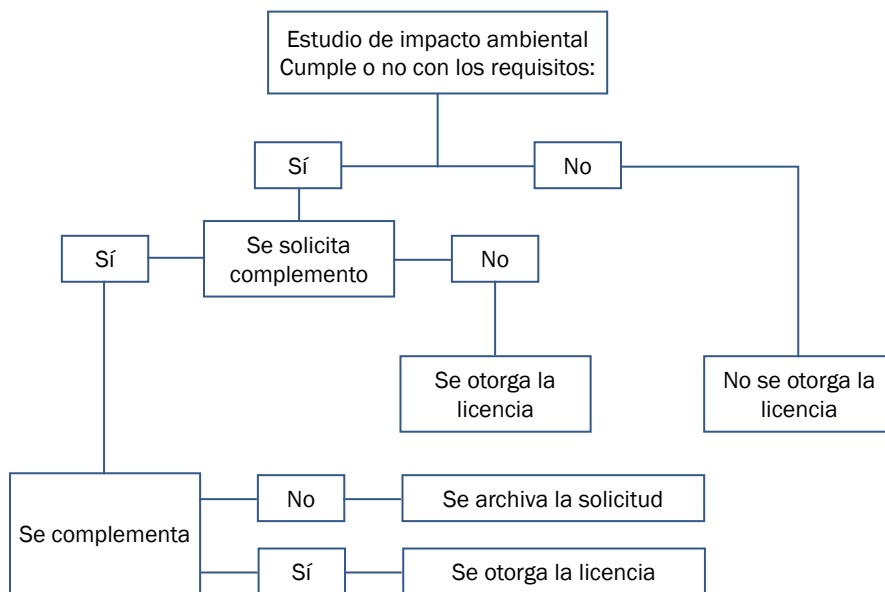 Estudio de impacto ambiental
Cumple o no con los requisitos:
Sí
No
Sí
Se solicita
complemento
No
Se otorga la
licencia
No se otorga la
licencia
Se complementa
No
Se archiva la solicitud
Sí
Se otorga la licencia